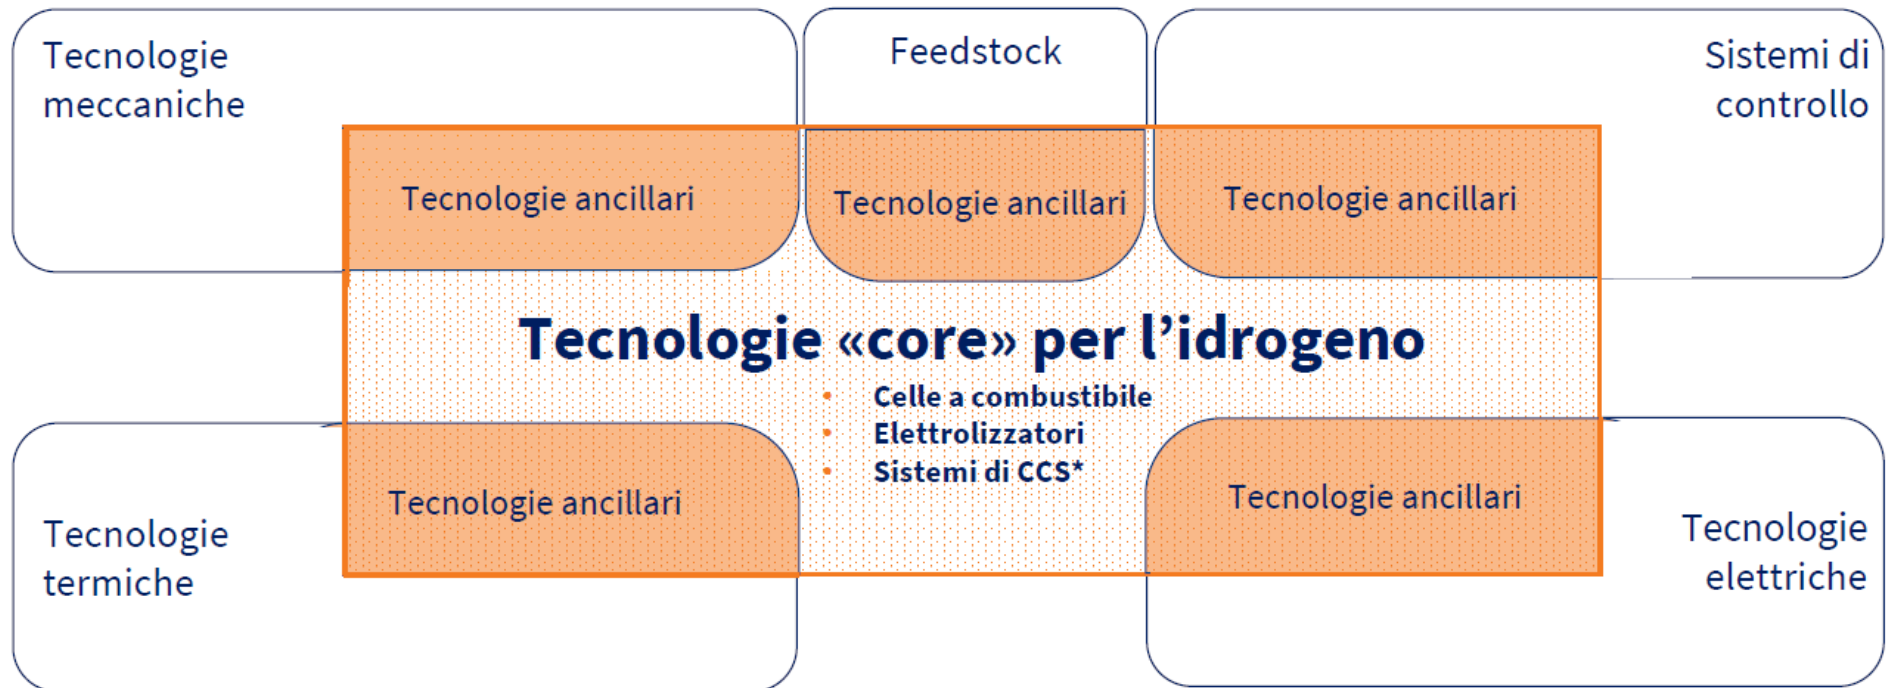 Tecnologie
meccaniche
Feedstock
Sistemi di
controllo
Tecnologie ancillari
Tecnologie ancillari
Tecnologie ancillari
Tecnologie «core» per l’idrogeno
• Celle a combustibile
• Elettrolizzatori
• Sistemi di CCS*
Tecnologie ancillari
Tecnologie ancillari
Tecnologie
termiche
Tecnologie
elettriche